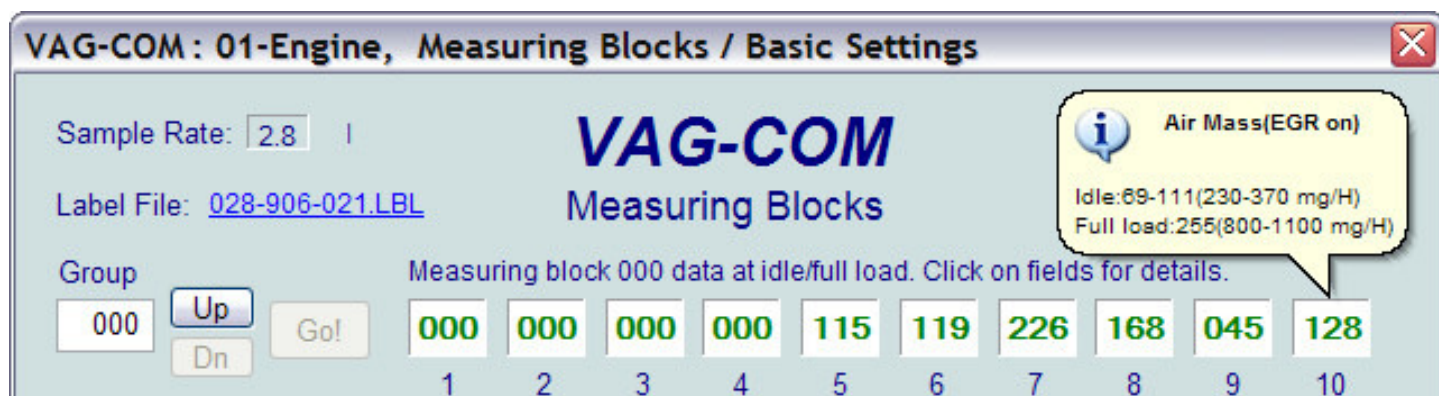 VAG-COM: 01-Engine, Measuring Blocks / Basic Settings
Sample Rate: 2.8 I
VAG-COM
Air Mass(EGR on)
Label File: 028-906-021.LBL
Measuring Blocks
Idle:69-111(230-370 mg/H)
Full load:255(800-1100 mg/H)
Group
Measuring block 000 data at idle/full load. Click on fields for details.
000 Up Go! 000 000 000 000 115 119 226 168 045 128
Dn
1 2 3 4 5 6 7 8 9 10